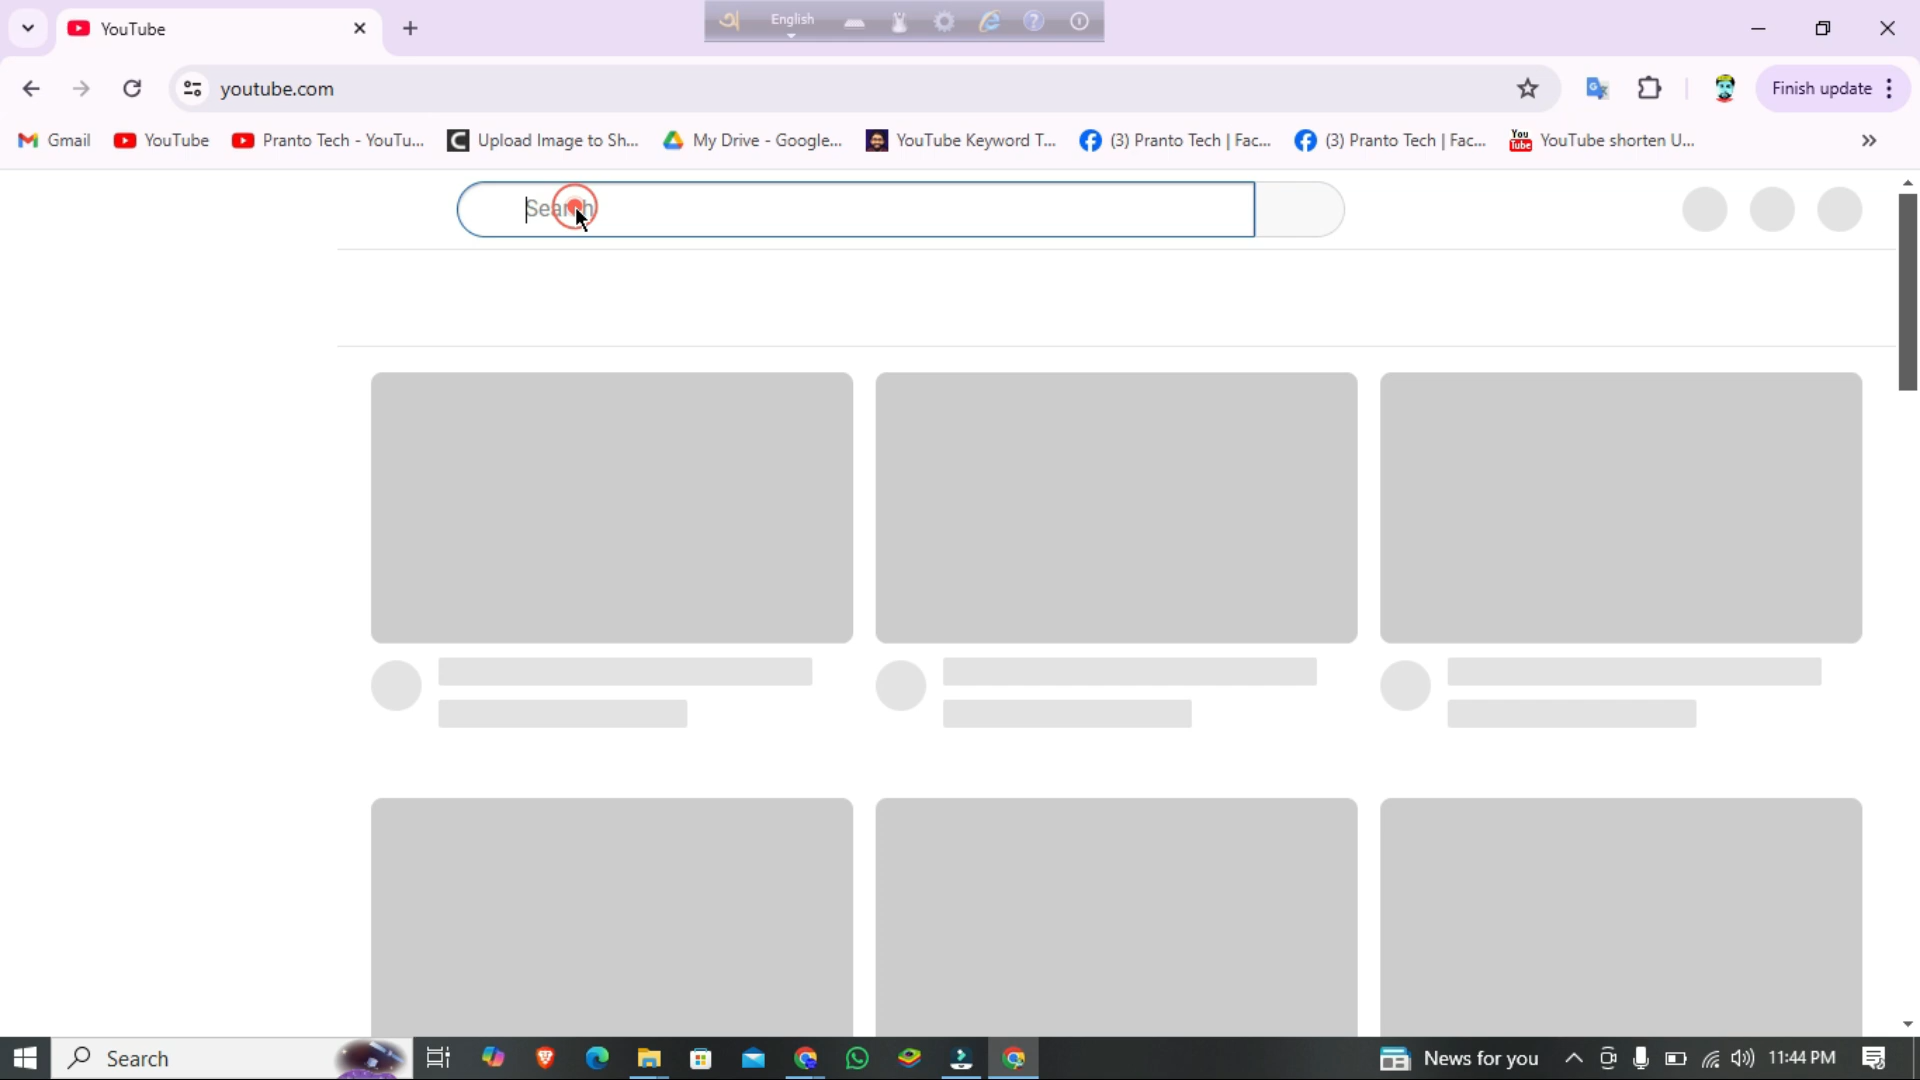 YouTube
অ English
youtube.com
Finish update
Gmail
YouTube
Pranto Tech - YouTu...
Upload Image to Sh...
My Drive - Google...
YouTube Keyword T...
(3) Pranto Tech | Fac...
(3) Pranto Tech | Fac...
YouTube shorten U...
Search
Search
News for you
11:44 PM